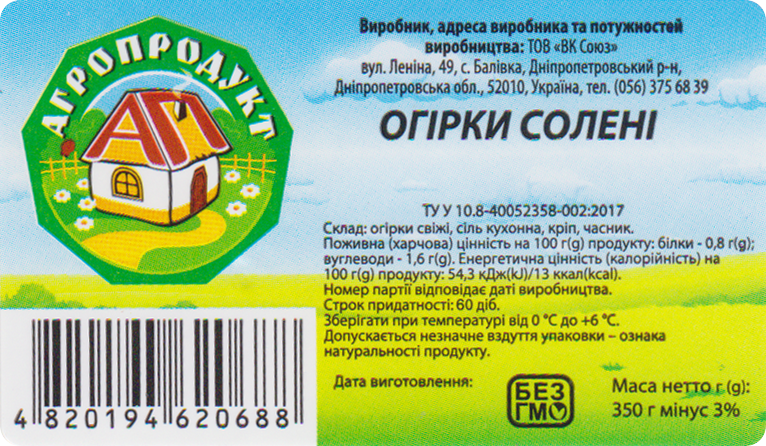 АГРОПРОДУКТ
АП
Виробник, адреса виробника та потужностей
виробництва: ТОВ «ВК Союз»
вул. Леніна, 49, с. Балівка, Дніпропетровський р-н,
Дніпропетровська обл., 52010, Україна, тел. (056) 375 68 39
ОГІРКИ СОЛЕНІ
ТУ У 10.8-40052358-002:2017
Склад: огірки свіжі, сіль кухонна, кріп, часник.
Поживна (харчова) цінність на 100 г(g) продукту: білки - 0,8 г(g);
вуглеводи - 1,6 г(g). Енергетична цінність (калорійність) на
100 г(g) продукту: 54,3 кДж(kJ)/13 ккал(kcal).
Номер партії відповідає даті виробництва.
Строк придатності: 60 діб.
Зберігати при температурі від 0 °С до +6 °С.
Допускається незначне вздуття упаковки – ознака
натуральності продукту.
Дата виготовлення:
БЕЗ
ГМО
Маса нетто г (g):
350 г мінус 3%
4 820194 620688